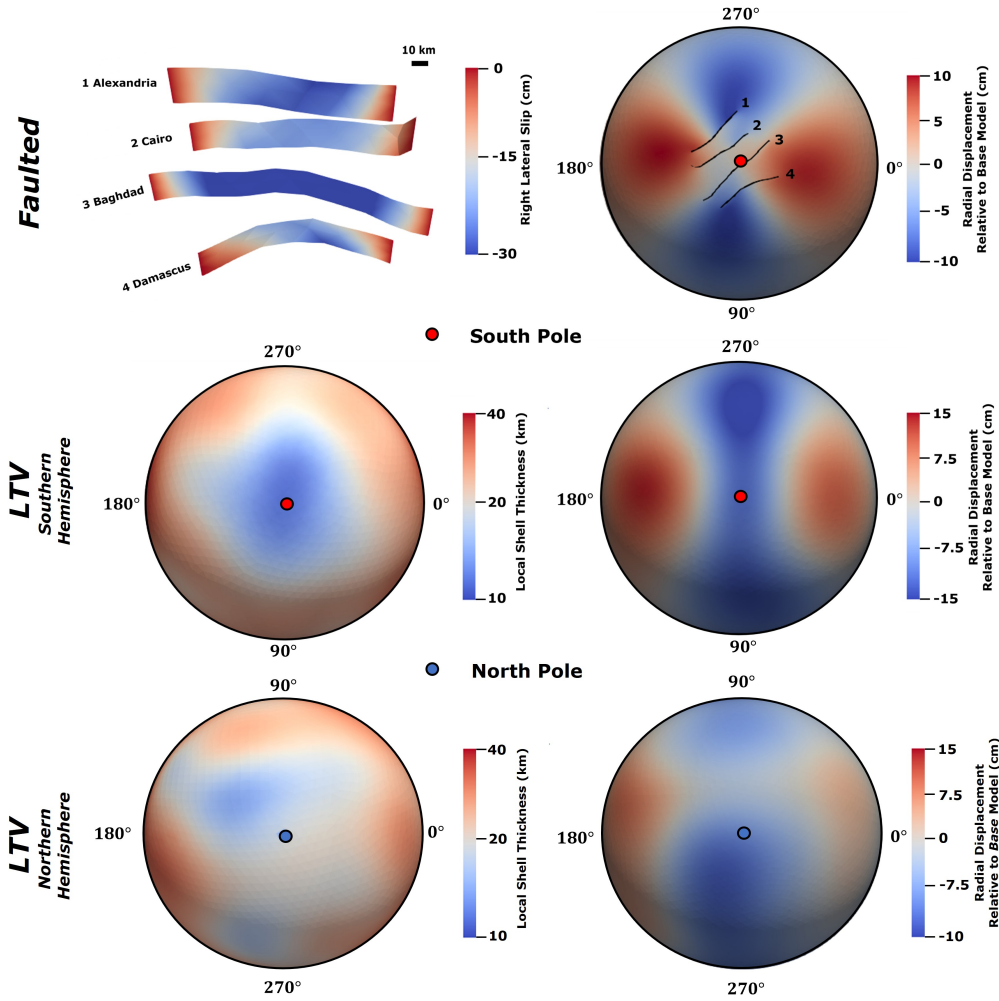 Faulted
1 Alexandria
2 Cairo
3 Baghdad
4 Damascus
10 km
0
-15
-30
Right Lateral Slip (cm)
270°
180°
0°
90°
1
2
3
4
10
5
0
-5
-10
Radial Displacement
Relative to Base Model (cm)
South Pole
LTV
Southern
Hemisphere
270°
180°
0°
90°
40
20
10
Local Shell Thickness (km)
270°
180°
0°
90°
15
7.5
0
-7.5
-15
Radial Displacement
Relative to Base Model (cm)
North Pole
LTV
Northern
Hemisphere
90°
180°
0°
270°
40
20
10
Local Shell Thickness (km)
90°
180°
0°
270°
15
7.5
0
-7.5
-10
Radial Displacement
Relative to Base Model (cm)